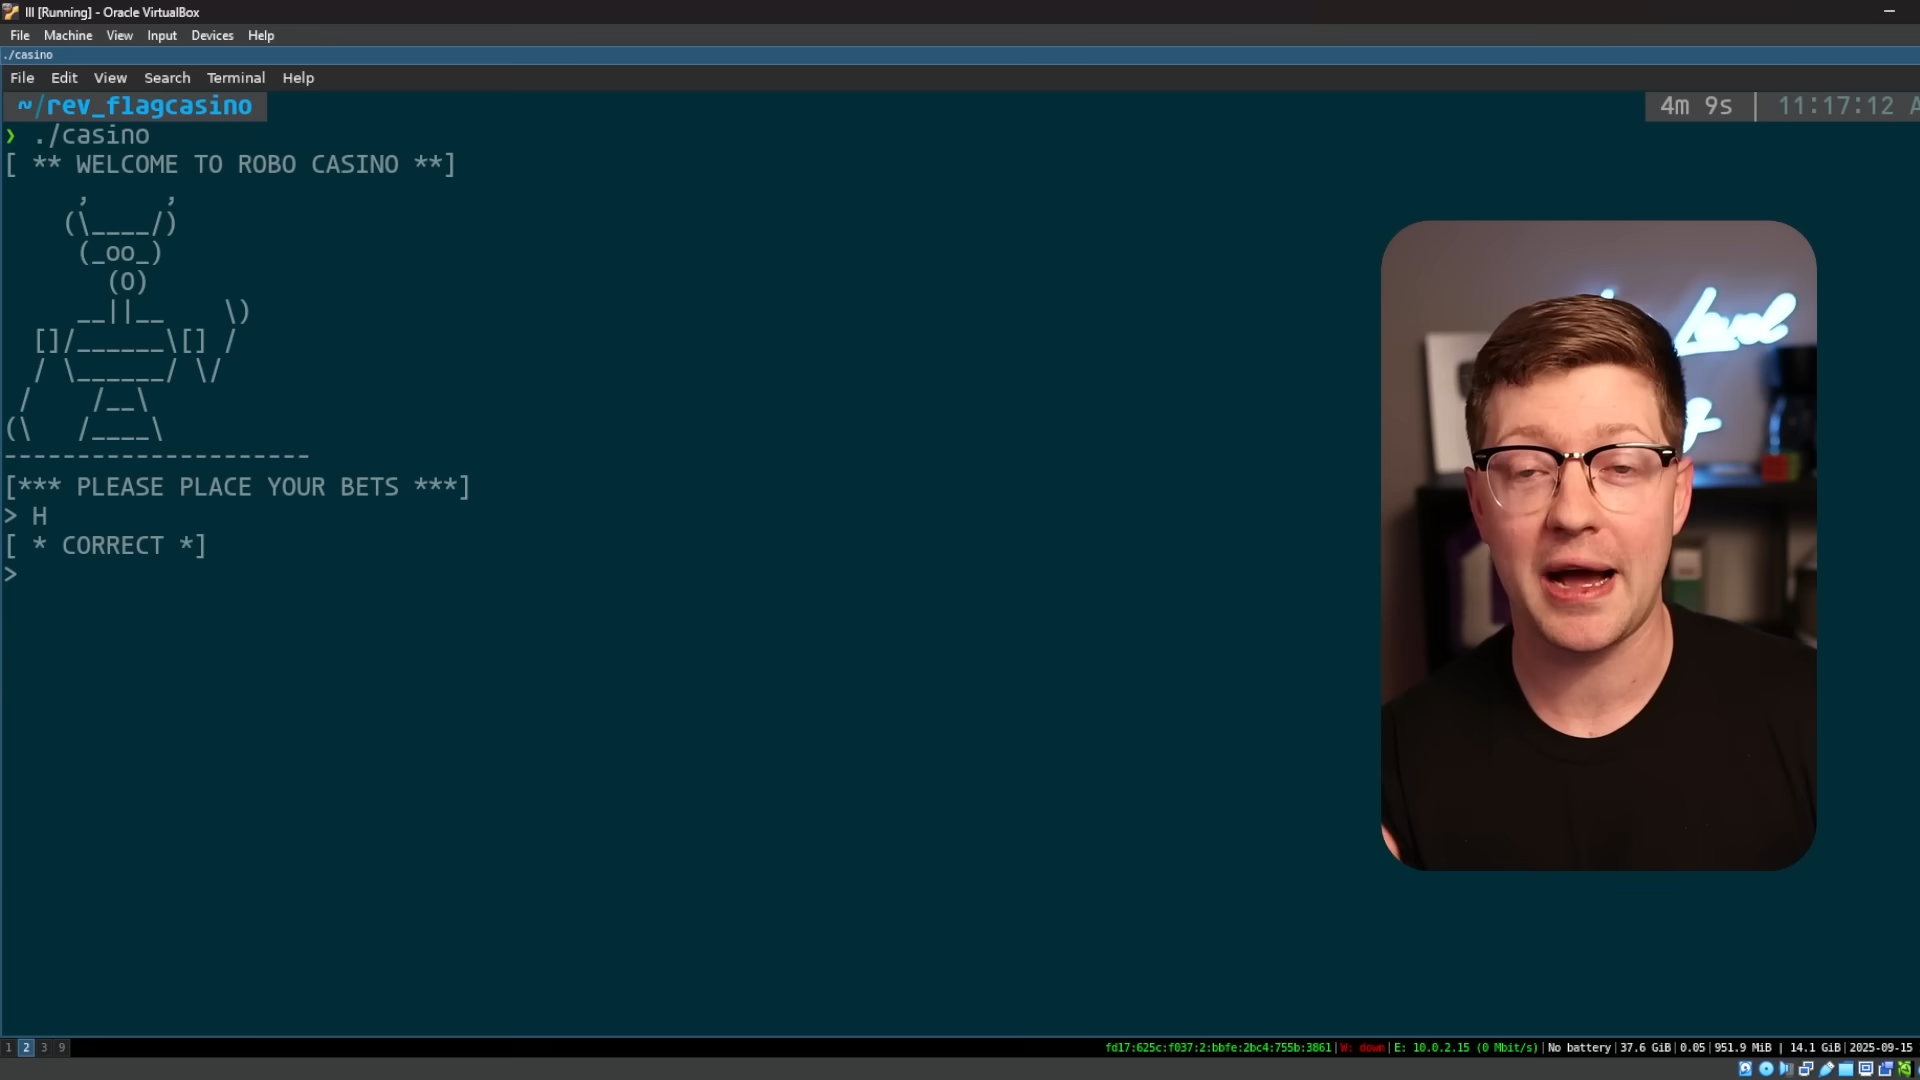 III [Running] - Oracle VirtualBox
File Machine View Input Devices Help
./casino
File Edit View Search Terminal Help
~/rev_flagcasino
4m 9s | 11:17:12 A
❯ ./casino
[ ** WELCOME TO ROBO CASINO **]
     ,     ,
    (\____/)
     (_oo_)
       (O)
     __||__    \)
  []/______\[] /
  / \______/ \/
 /    /__\
(\   /____\
---------------------
[*** PLEASE PLACE YOUR BETS ***]
> H
[ * CORRECT *]
>
Level
1 2 3 9
fd17:625c:f037:2:bbfe:2bc4:755b:3861|W: down|E: 10.0.2.15 (0 Mbit/s)|No battery|37.6 GiB|0.05|951.9 MiB | 14.1 GiB|2025-09-15